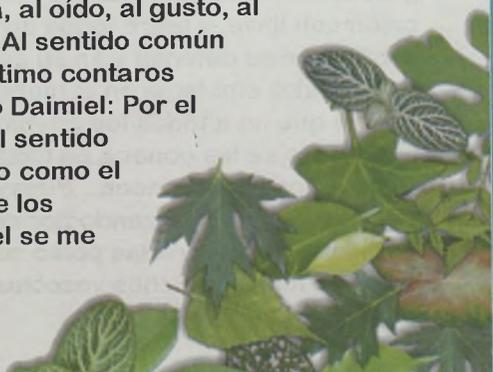 , al oído, al gusto, al
Al sentido común
timo contaros
Daimiel: Por el
l sentido
o como el
e los
el se me